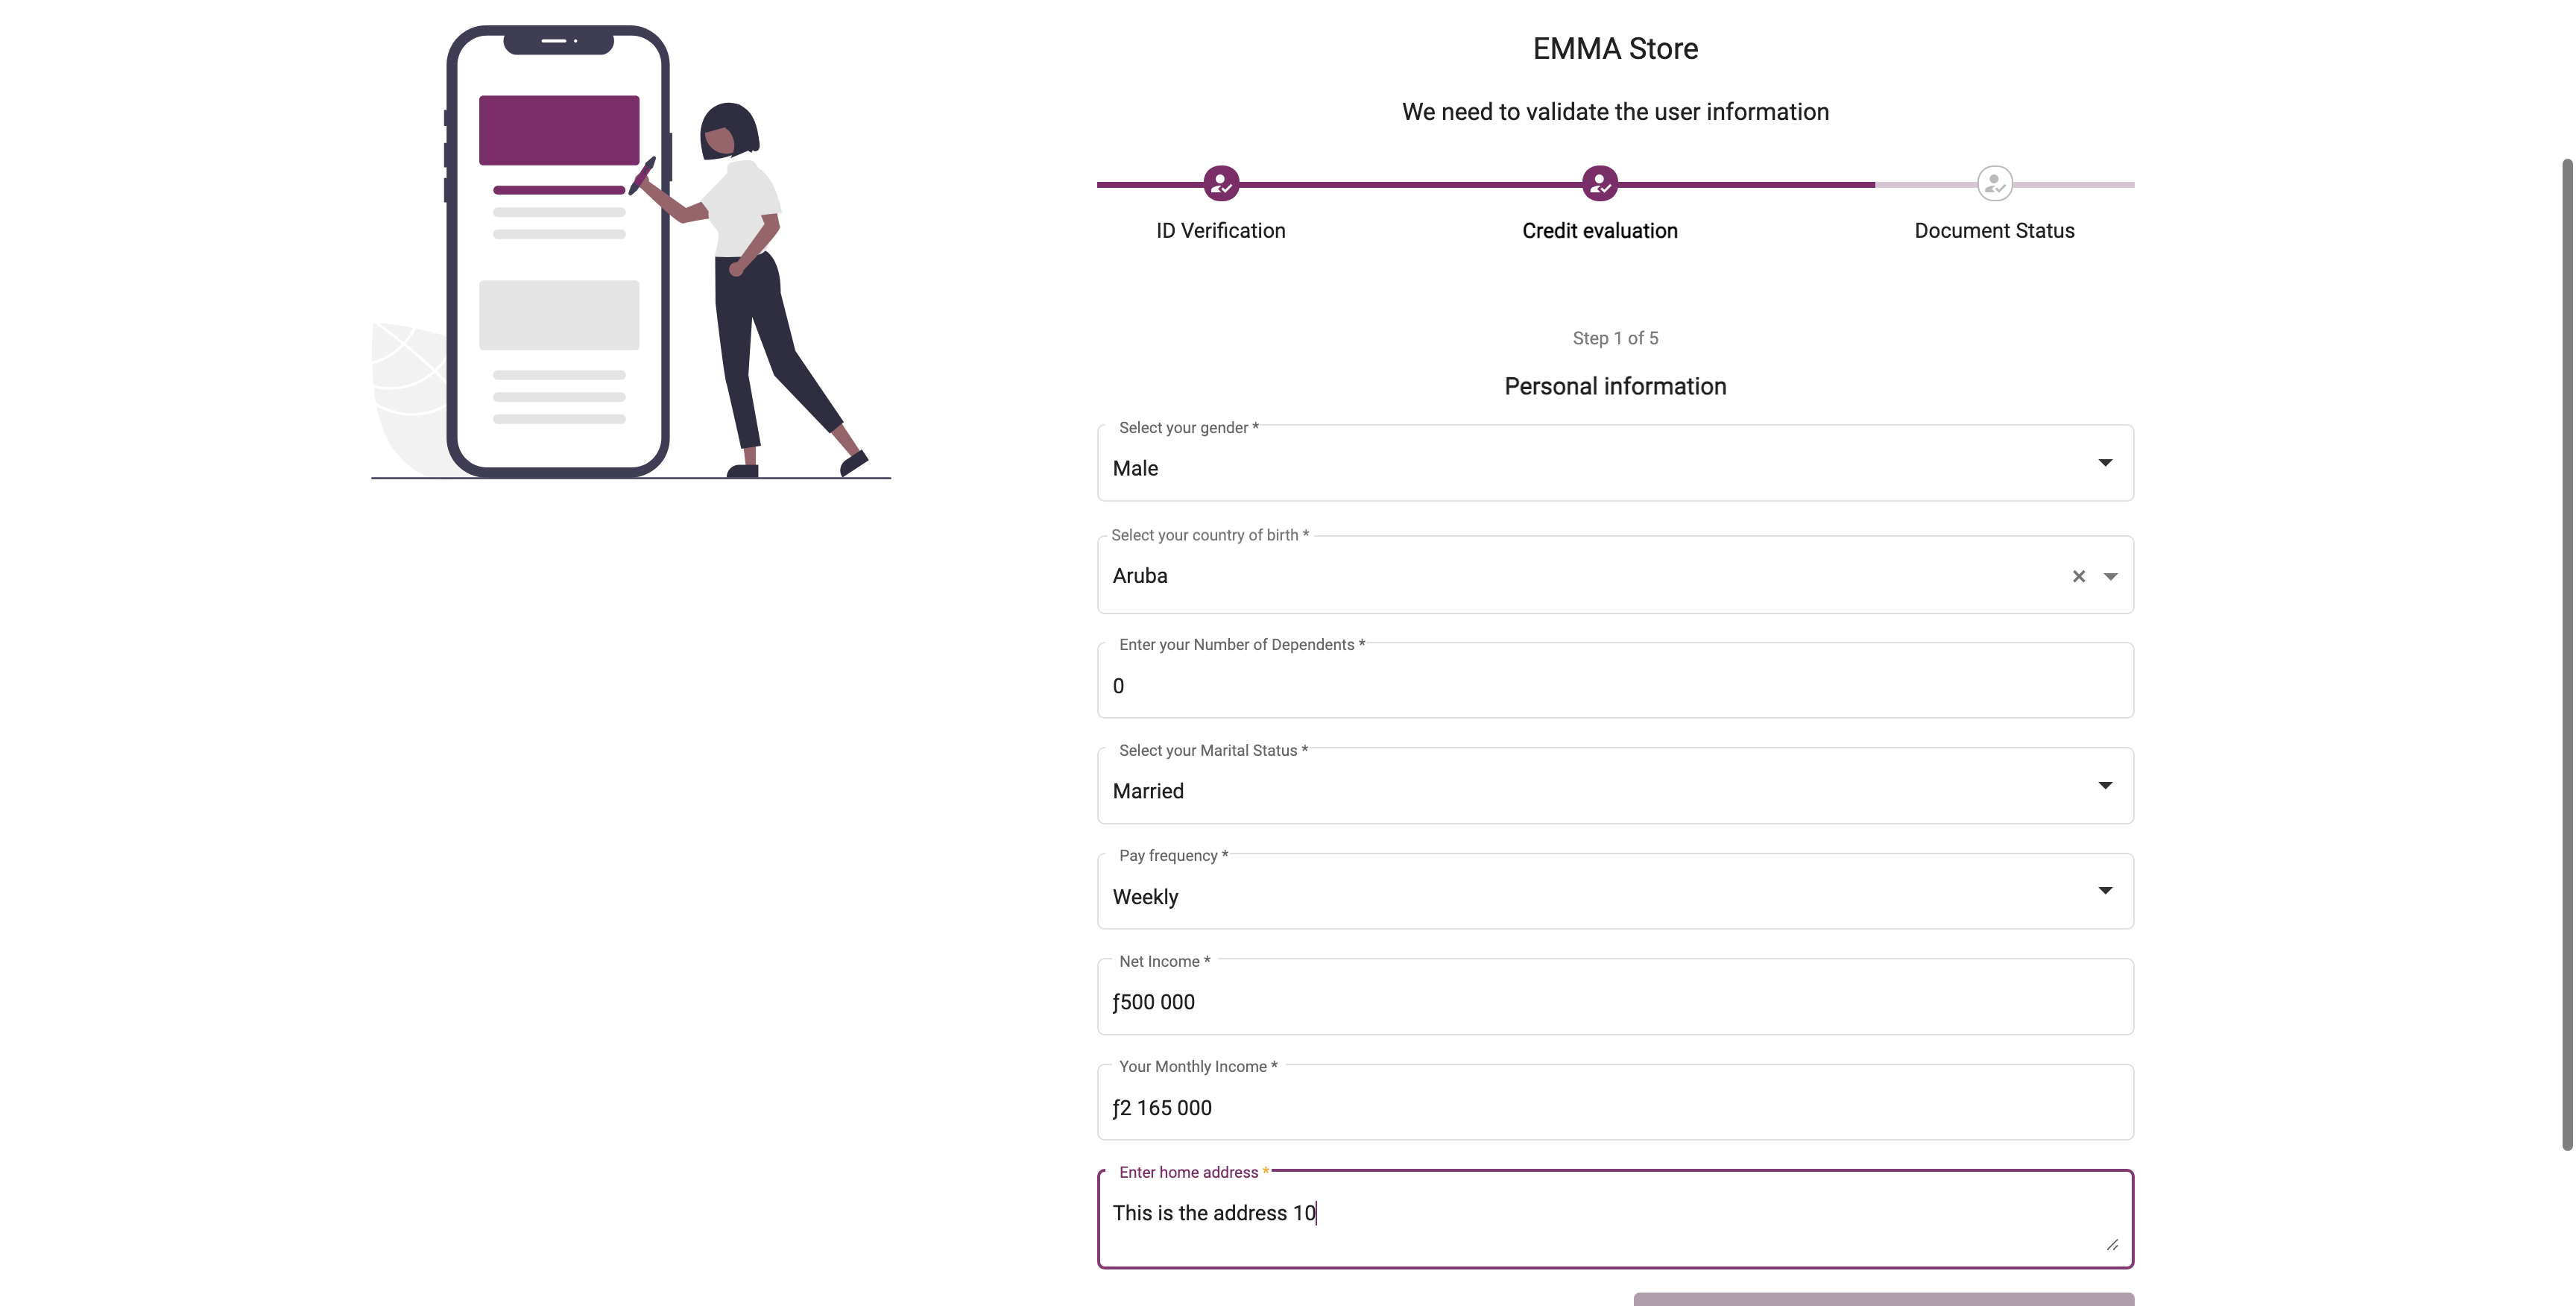 EMMA Store
We need to validate the user information
ID Verification
Credit evaluation
Document Status
Step 1 of 5
Personal information
Select your gender *
Male
Select your country of birth *
Aruba
Enter your Number of Dependents *
0
Select your Marital Status *
Married
Pay frequency *
Weekly
Net Income *
ƒ500 000
Your Monthly Income *
ƒ2 165 000
Enter home address *
This is the address 10